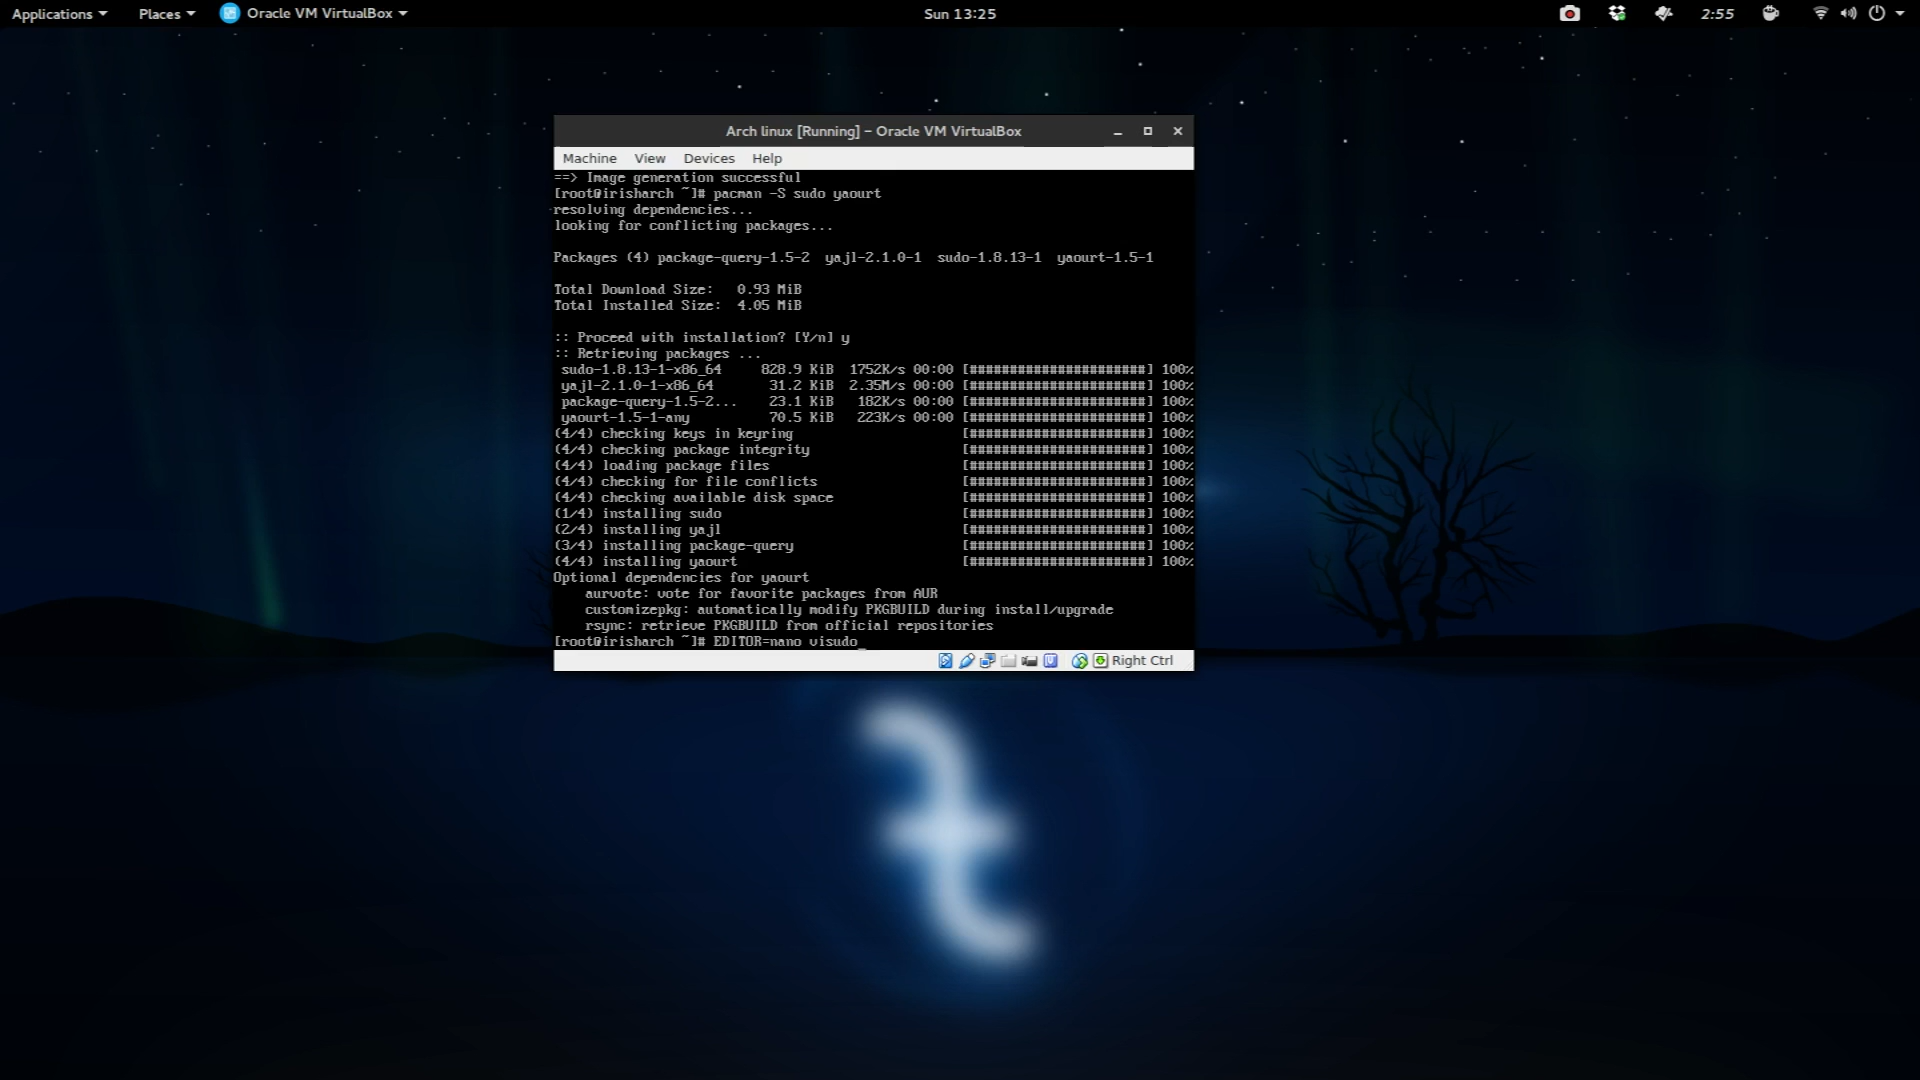 Applications Places Oracle VM VirtualBox Sun 13:25 2:55
Arch linux [Running] - Oracle VM VirtualBox
Machine View Devices Help
==> Image generation successful
[root@irisharch ~]# pacman -S sudo yaourt
resolving dependencies...
looking for conflicting packages...
Packages (4) package-query-1.5-2 yajl-2.1.0-1 sudo-1.8.13-1 yaourt-1.5-1
Total Download Size: 0.93 MiB
Total Installed Size: 4.05 MiB
:: Proceed with installation? [Y/n] y
:: Retrieving packages ...
sudo-1.8.13-1-x86_64 828.9 KiB 1752K/s 00:00 [######################] 100%
yajl-2.1.0-1-x86_64 31.2 KiB 2.35M/s 00:00 [######################] 100%
package-query-1.5-2... 23.1 KiB 182K/s 00:00 [######################] 100%
yaourt-1.5-1-any 70.5 KiB 223K/s 00:00 [######################] 100%
(4/4) checking keys in keyring [######################] 100%
(4/4) checking package integrity [######################] 100%
(4/4) loading package files [######################] 100%
(4/4) checking for file conflicts [######################] 100%
(4/4) checking available disk space [######################] 100%
(1/4) installing sudo [######################] 100%
(2/4) installing yajl [######################] 100%
(3/4) installing package-query [######################] 100%
(4/4) installing yaourt [######################] 100%
Optional dependencies for yaourt
aurvote: vote for favorite packages from AUR
customizepkg: automatically modify PKGBUILD during install/upgrade
rsync: retrieve PKGBUILD from official repositories
[root@irisharch ~]# EDITOR=nano visudo_
Right Ctrl